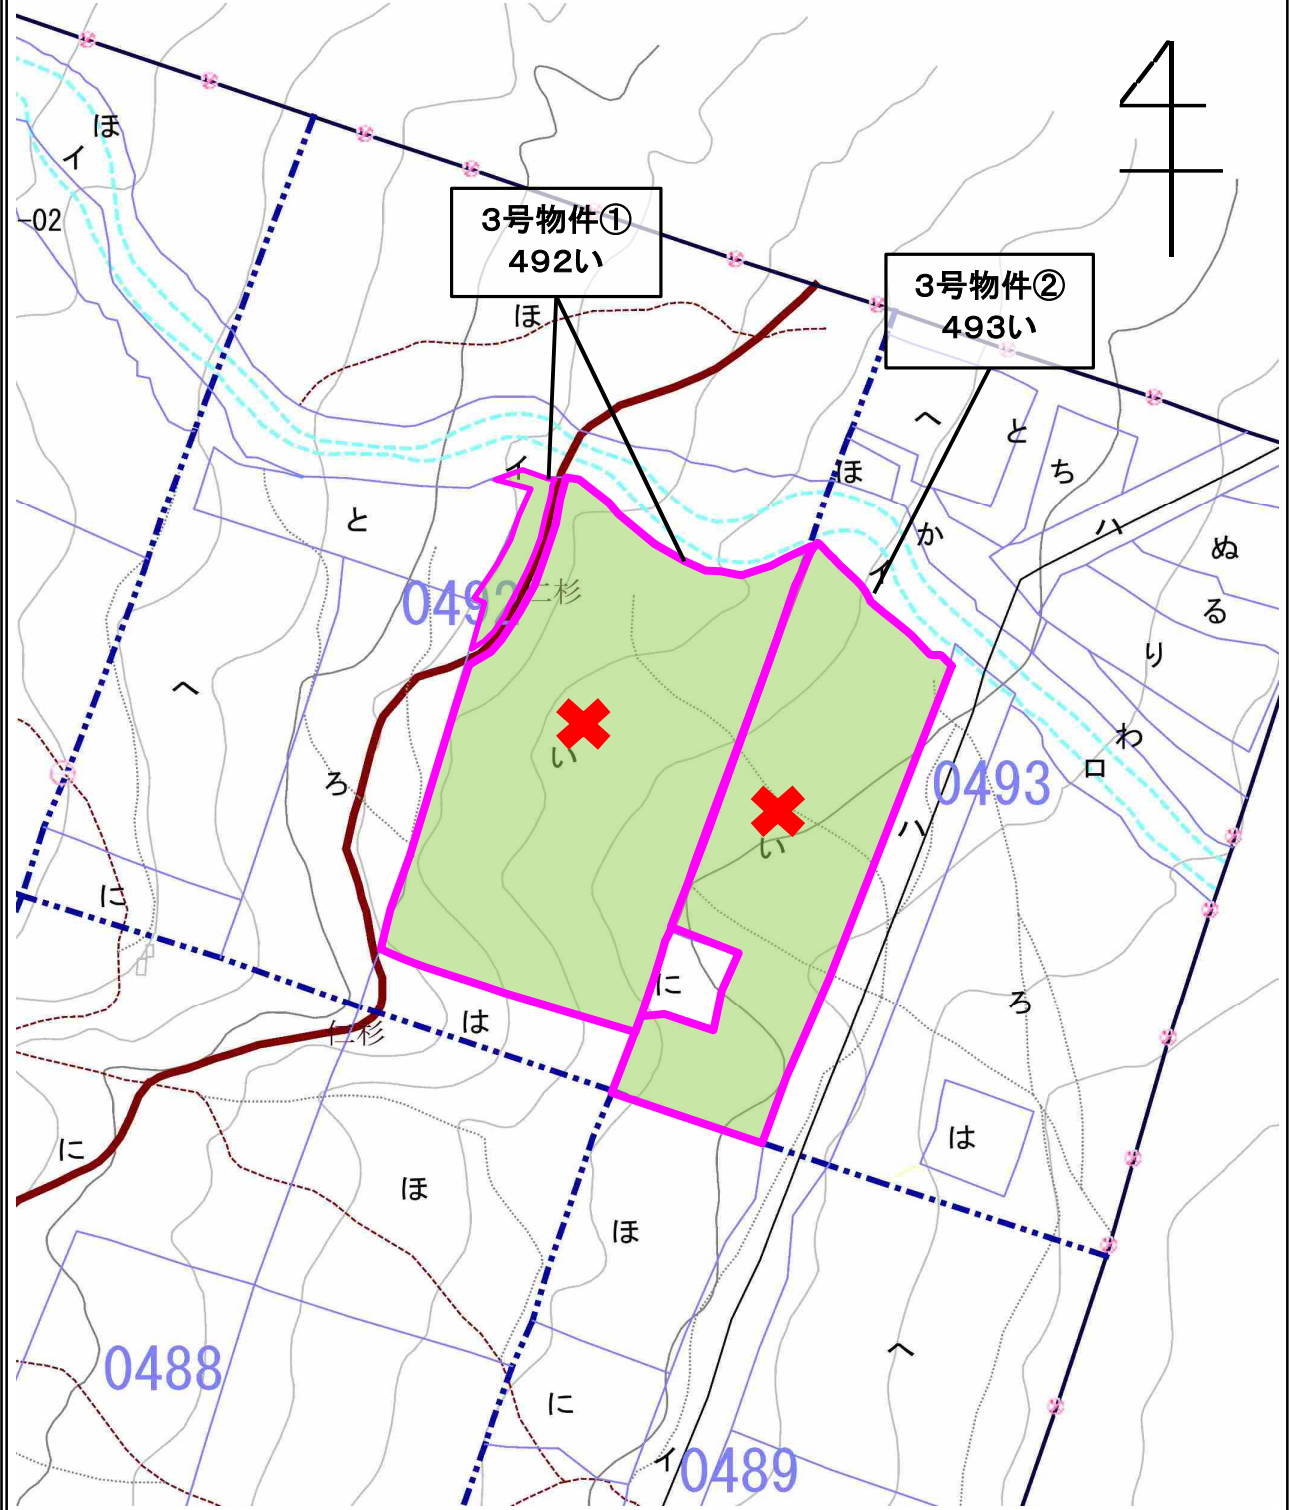 ほ
イ
-02
3号物件①
492い
3号物件②
493い
ほ
へ
と
ち
ほ
イ
と
か
ハ
ぬ
イ
0492
仁杉
る
り
へ
い
わ
ロ
ろ
0493
い
ハ
に
に
ろ
は
仁杉
に
は
ほ
ほ
へ
0488
に
イ
0489